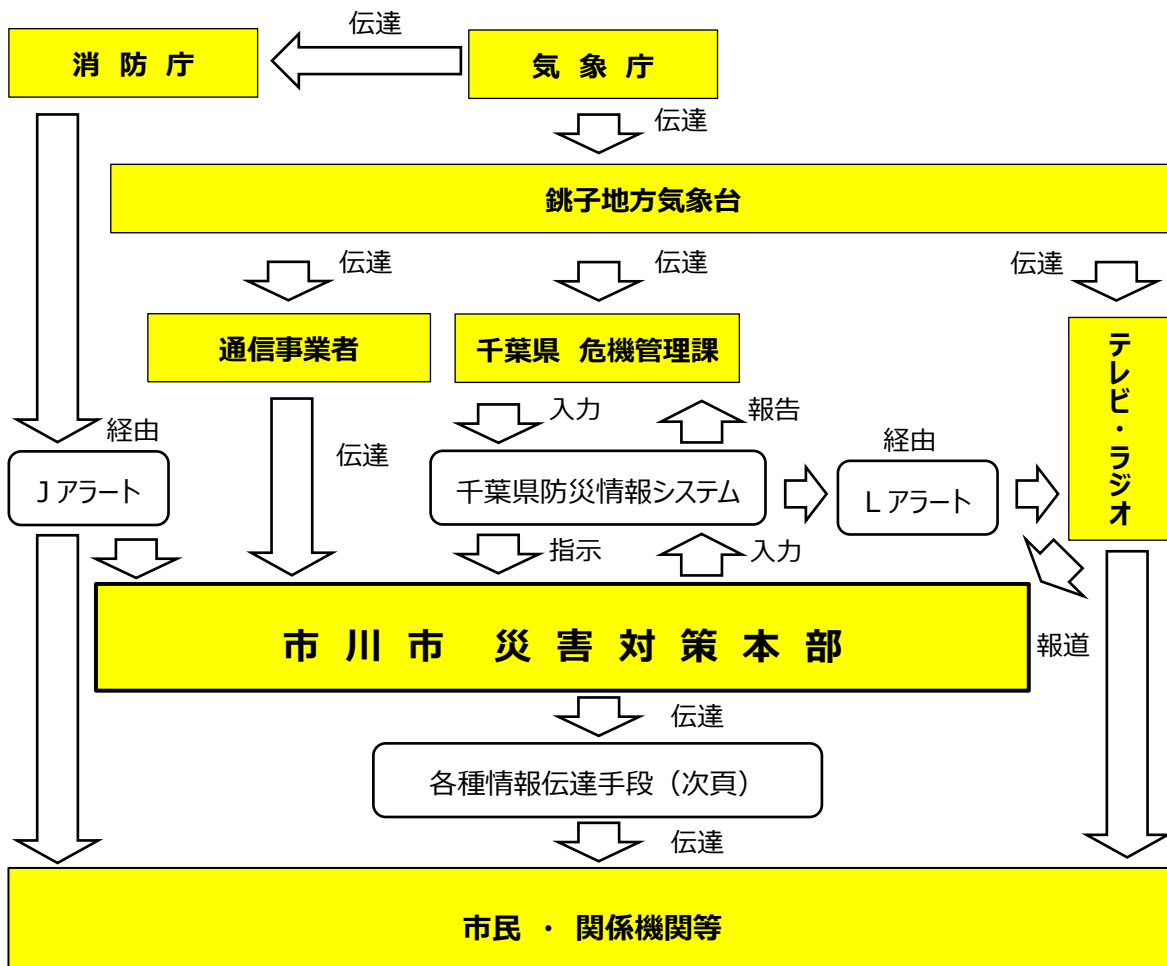 伝達
消 防 庁
気 象 庁
伝達
銚子地方気象台
伝達
伝達
伝達
通信事業者
千葉県 危機管理課
テレビ・ラジオ
入力
報告
経由
伝達
経由
Jアラート
千葉県防災情報システム
Lアラート
指示
入力
市 川 市 災 害 対 策 本 部
報道
伝達
各種情報伝達手段（次頁）
伝達
市民 ・ 関係機関等